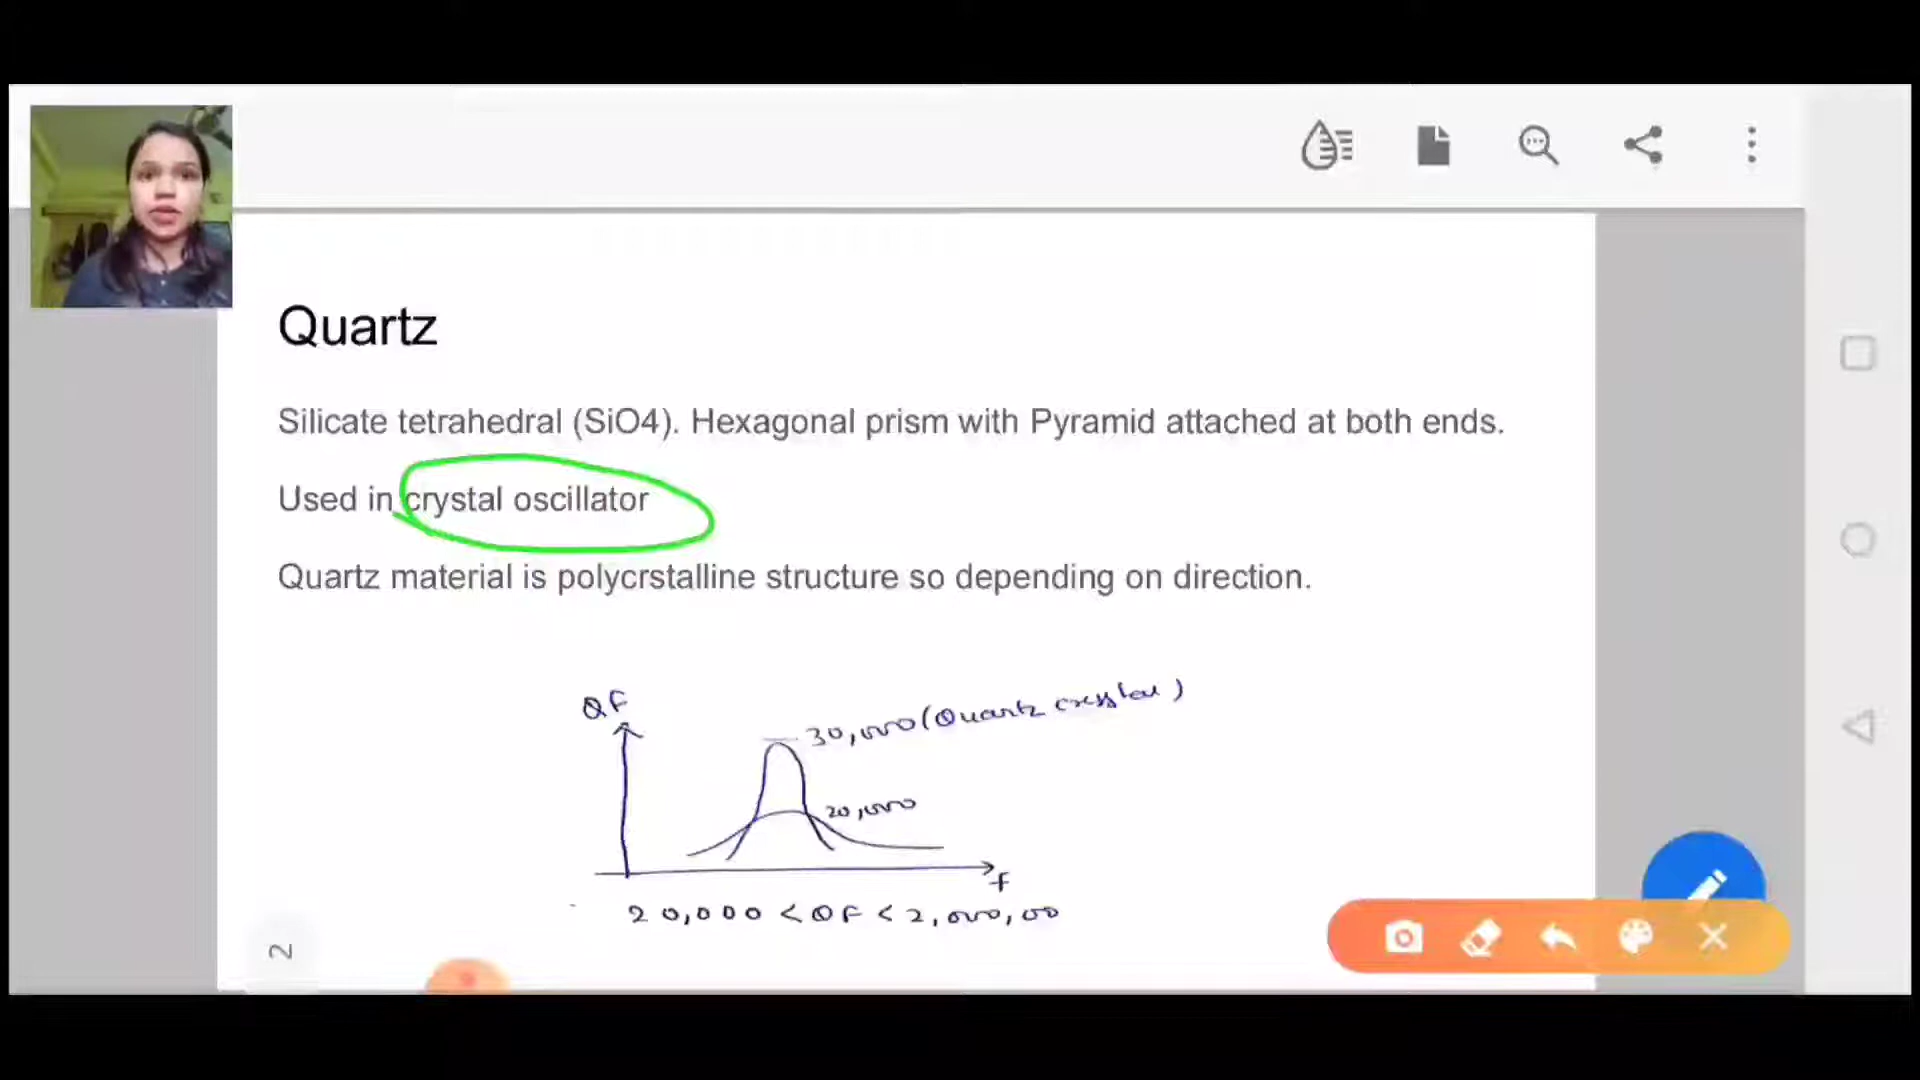 Quartz
Silicate tetrahedral (SiO4). Hexagonal prism with Pyramid attached at both ends.
Used in crystal oscillator
Quartz material is polycrstalline structure so depending on direction.
QF
30,000 (Quartz
20,000
f
20,000 < QF < 2,000,00
2